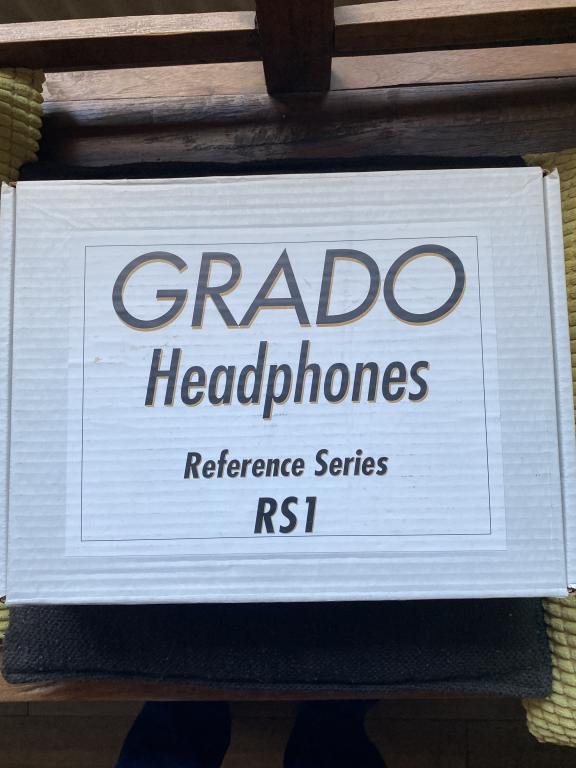 GRADO
Headphones
Reference Series
RS1